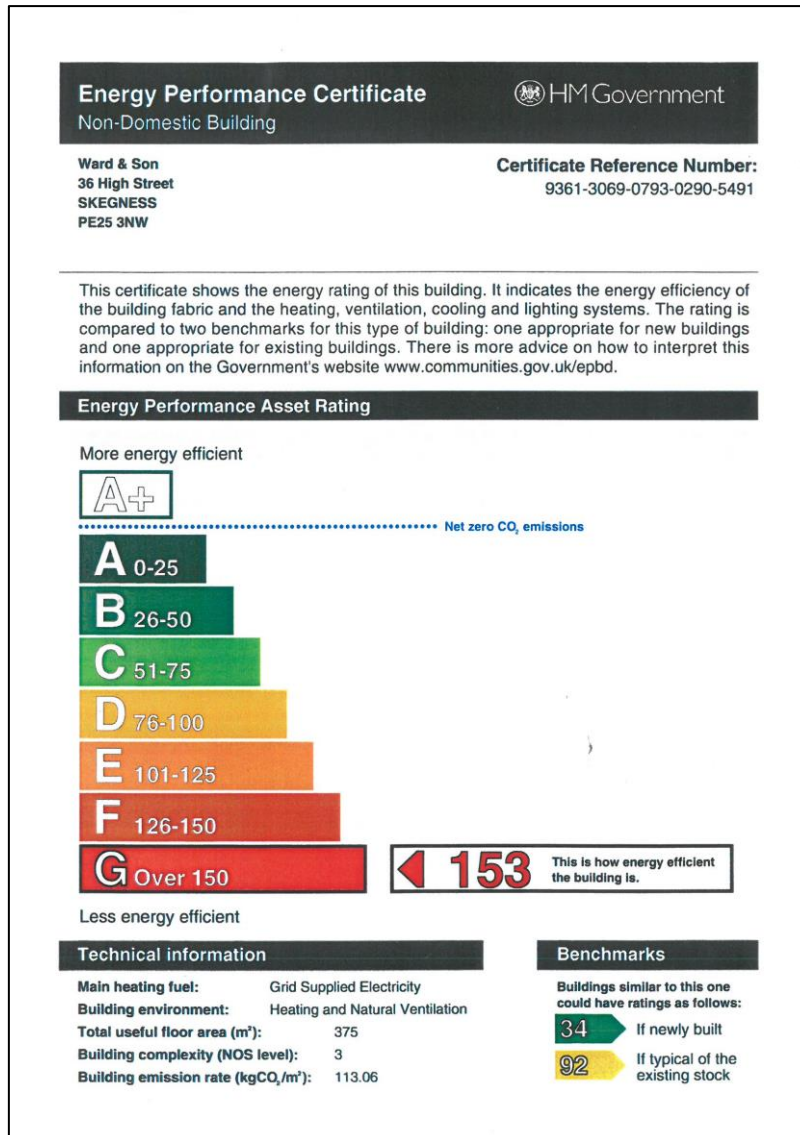 Energy Performance Certificate
Non-Domestic Building
HM Government
Ward & Son
36 High Street
SKEGNESS
PE25 3NW
Certificate Reference Number:
9361-3069-0793-0290-5491
This certificate shows the energy rating of this building. It indicates the energy efficiency of
the building fabric and the heating, ventilation, cooling and lighting systems. The rating is
compared to two benchmarks for this type of building: one appropriate for new buildings
and one appropriate for existing buildings. There is more advice on how to interpret this
information on the Government's website www.communities.gov.uk/epbd.
Energy Performance Asset Rating
More energy efficient
A+
Net zero CO₂ emissions
A 0-25
B 26-50
C 51-75
D 76-100
E 101-125
F 126-150
G Over 150
153
This is how energy efficient
the building is.
Less energy efficient
Technical information
Main heating fuel: Grid Supplied Electricity
Building environment: Heating and Natural Ventilation
Total useful floor area (m²): 375
Building complexity (NOS level): 3
Building emission rate (kgCO₂/m²): 113.06
Benchmarks
Buildings similar to this one
could have ratings as follows:
34 If newly built
92 If typical of the
existing stock